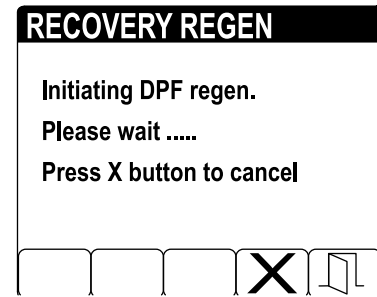 RECOVERY REGEN
Initiating DPF regen.
Please wait .....
Press X button to cancel
X